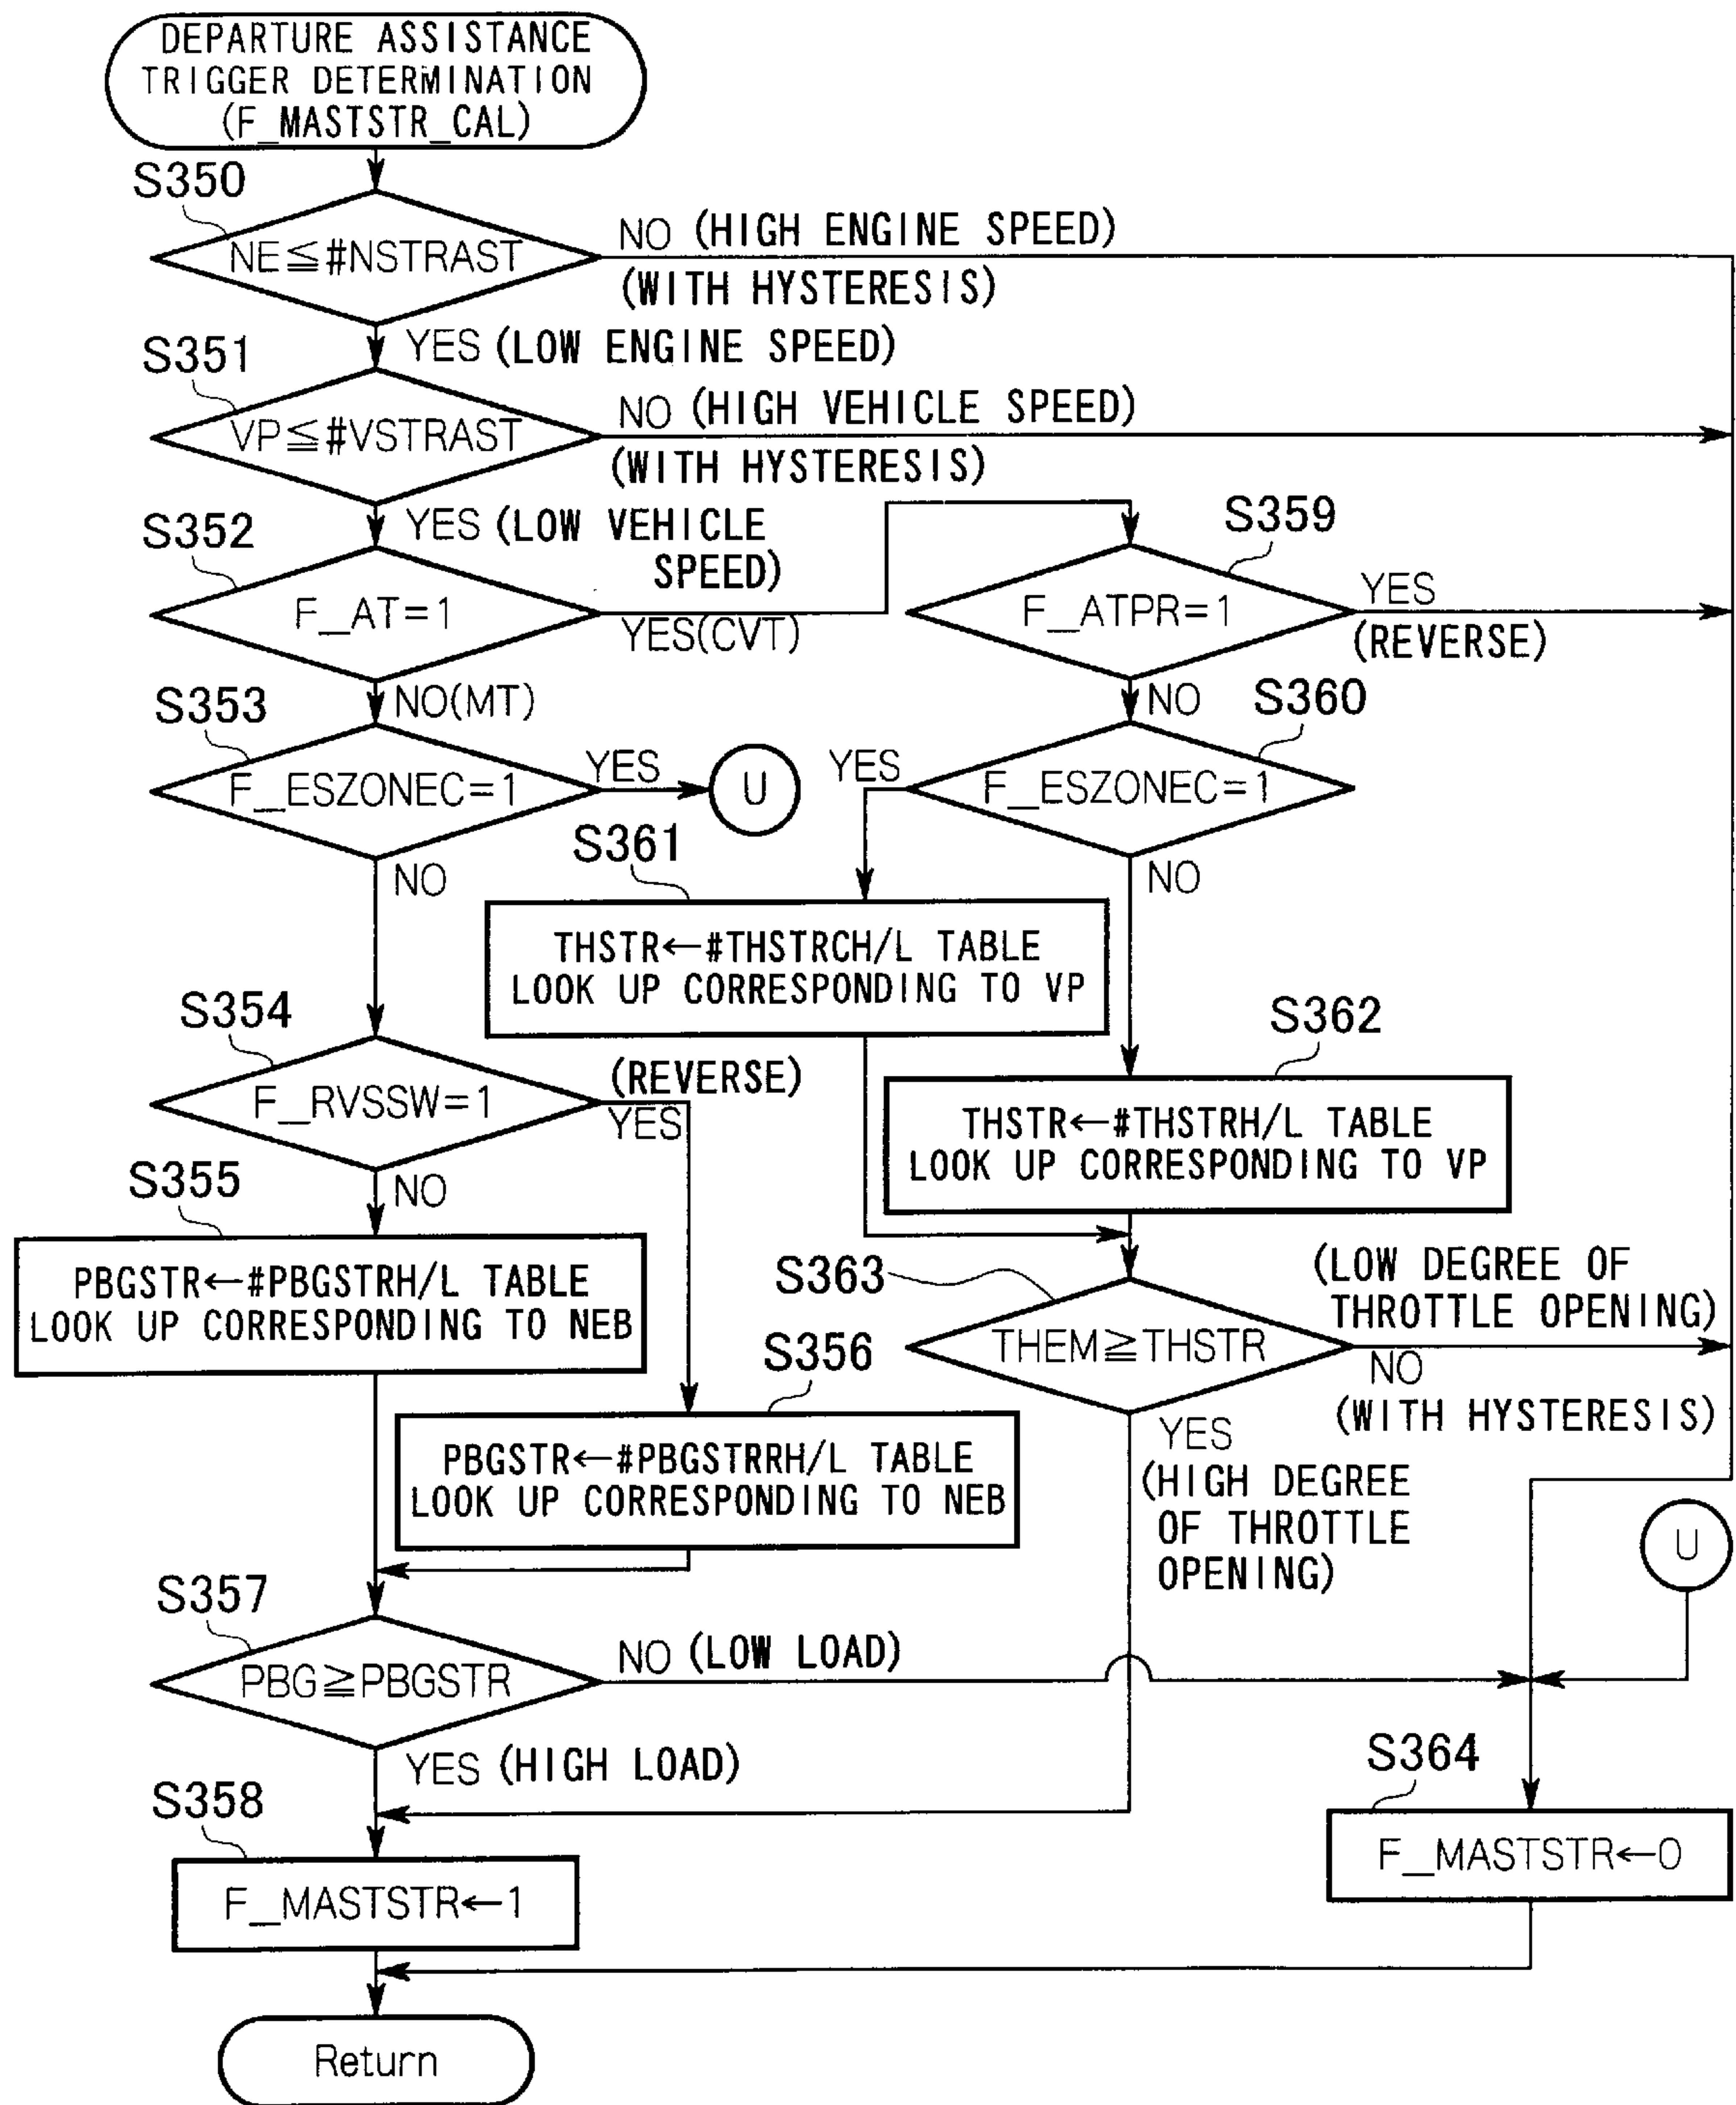 DEPARTURE ASSISTANCE
TRIGGER DETERMINATION
(F_MASTSTR_CAL)
S350
NE≦#NSTRAST
NO (HIGH ENGINE SPEED)
(WITH HYSTERESIS)
YES (LOW ENGINE SPEED)
S351
VP≦#VSTRAST
NO (HIGH VEHICLE SPEED)
(WITH HYSTERESIS)
YES (LOW VEHICLE
SPEED)
S352
F_AT=1
YES(CVT)
NO(MT)
S359
F_ATPR=1
YES
(REVERSE)
NO
S353
F_ESZONEC=1
YES
U
NO
S360
F_ESZONEC=1
YES
NO
S361
THSTR←#THSTRCH/L TABLE
LOOK UP CORRESPONDING TO VP
S362
THSTR←#THSTRH/L TABLE
LOOK UP CORRESPONDING TO VP
S354
F_RVSSW=1
(REVERSE)
YES
NO
S355
PBGSTR←#PBGSTRH/L TABLE
LOOK UP CORRESPONDING TO NEB
S356
PBGSTR←#PBGSTRRH/L TABLE
LOOK UP CORRESPONDING TO NEB
S363
THEM≧THSTR
(LOW DEGREE OF
THROTTLE OPENING)
NO
(WITH HYSTERESIS)
YES
(HIGH DEGREE
OF THROTTLE
OPENING)
U
S357
PBG≧PBGSTR
NO (LOW LOAD)
YES (HIGH LOAD)
S358
F_MASTSTR←1
S364
F_MASTSTR←0
Return